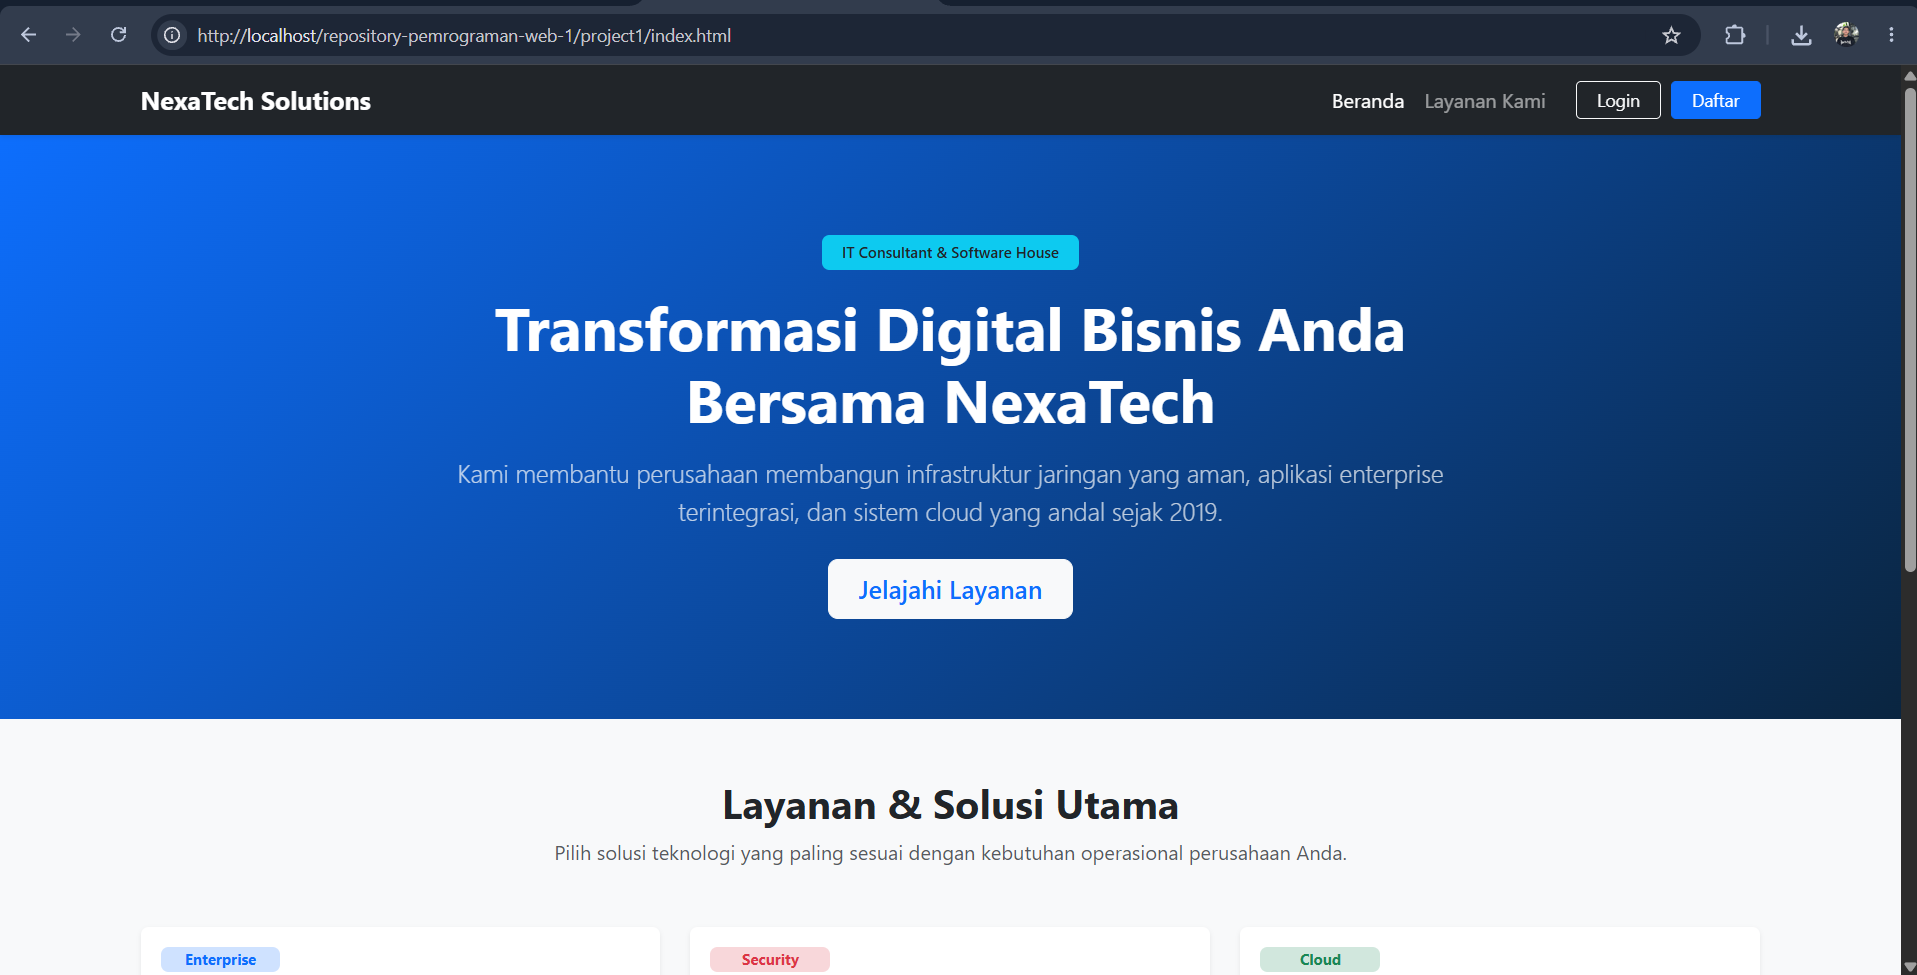 http://localhost/repository-pemrograman-web-1/project1/index.html
NexaTech Solutions
Beranda
Layanan Kami
Login
Daftar
IT Consultant & Software House
Transformasi Digital Bisnis Anda
Bersama NexaTech
Kami membantu perusahaan membangun infrastruktur jaringan yang aman, aplikasi enterprise
terintegrasi, dan sistem cloud yang andal sejak 2019.
Jelajahi Layanan
Layanan & Solusi Utama
Pilih solusi teknologi yang paling sesuai dengan kebutuhan operasional perusahaan Anda.
Enterprise
Security
Cloud